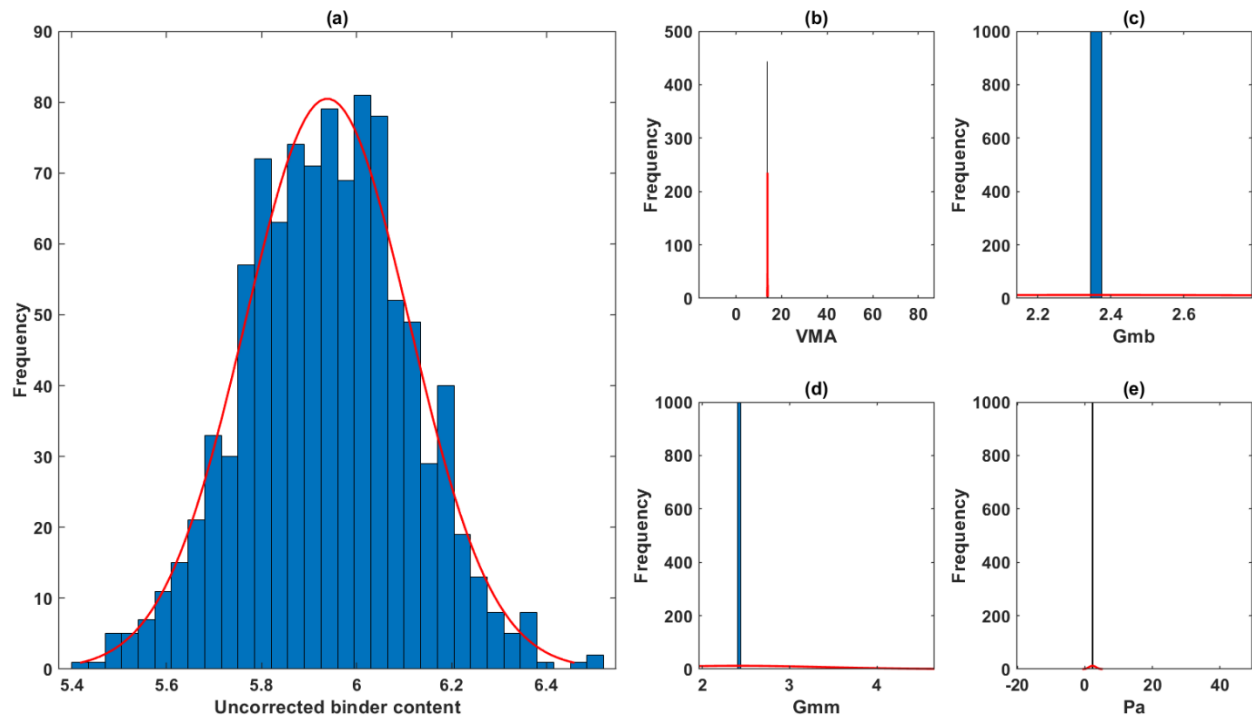 (a)
90
80
70
60
50
40
30
20
10
0
Frequency
5.4 5.6 5.8 6 6.2 6.4
Uncorrected binder content
(b)
500
400
300
200
100
0
Frequency
0 20 40 60 80
VMA
(c)
1000
800
600
400
200
0
Frequency
2.2 2.4 2.6
Gmb
(d)
1000
800
600
400
200
0
Frequency
2 3 4
Gmm
(e)
1000
800
600
400
200
0
Frequency
-20 0 20 40
Pa